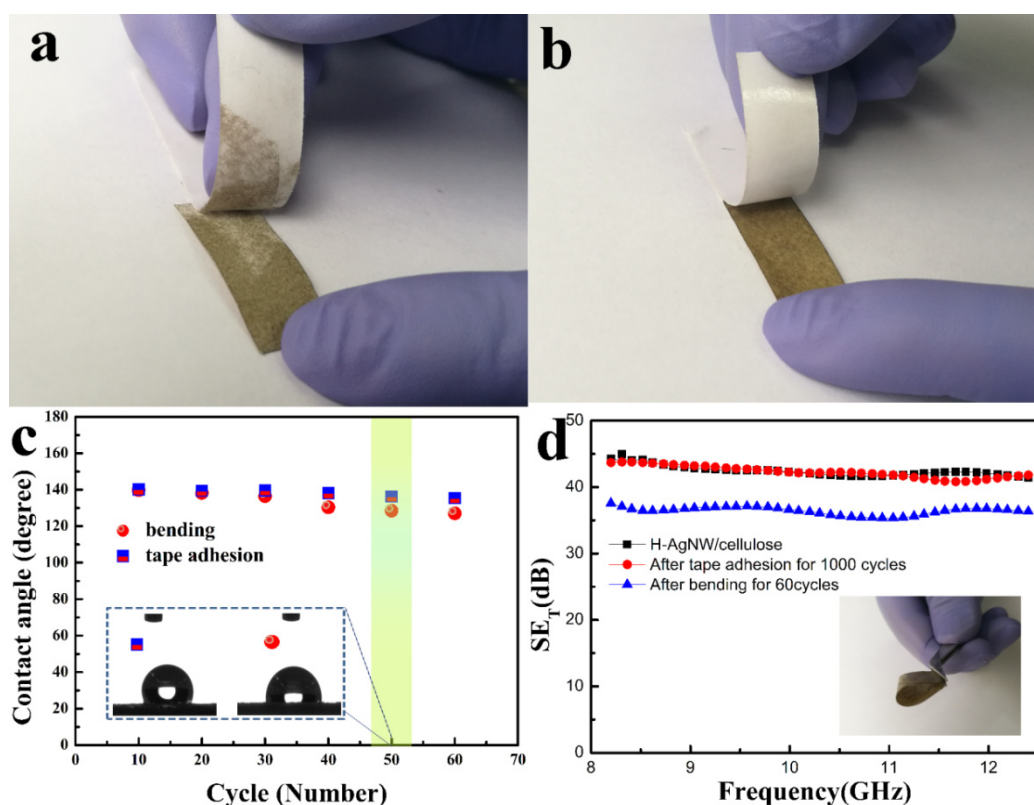 a
b
c
180
160
140
120
100
80
60
40
20
0
Contact angle (degree)
bending
tape adhesion
0 10 20 30 40 50 60 70
Cycle (Number)
d
50
40
30
20
10
0
SE_T(dB)
H-AgNW/cellulose
After tape adhesion for 1000 cycles
After bending for 60cycles
8 9 10 11 12
Frequency(GHz)